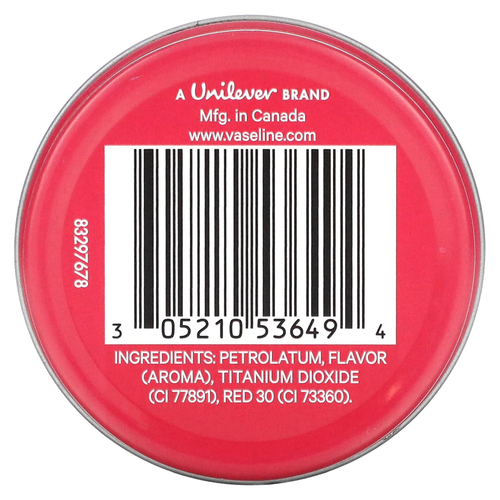 A Unilever BRAND
Mfg. in Canada
www.vaseline.com
83297678
3 05210 53649 4
INGREDIENTS: PETROLATUM, FLAVOR
(AROMA), TITANIUM DIOXIDE
(CI 77891), RED 30 (CI 73360).